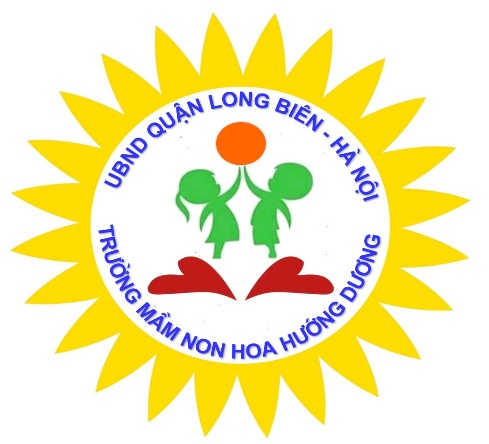 UBND QUẬN LONG BIÊN - HÀ NỘI
TRƯỜNG MẦM NON HOA HƯỚNG DƯƠNG